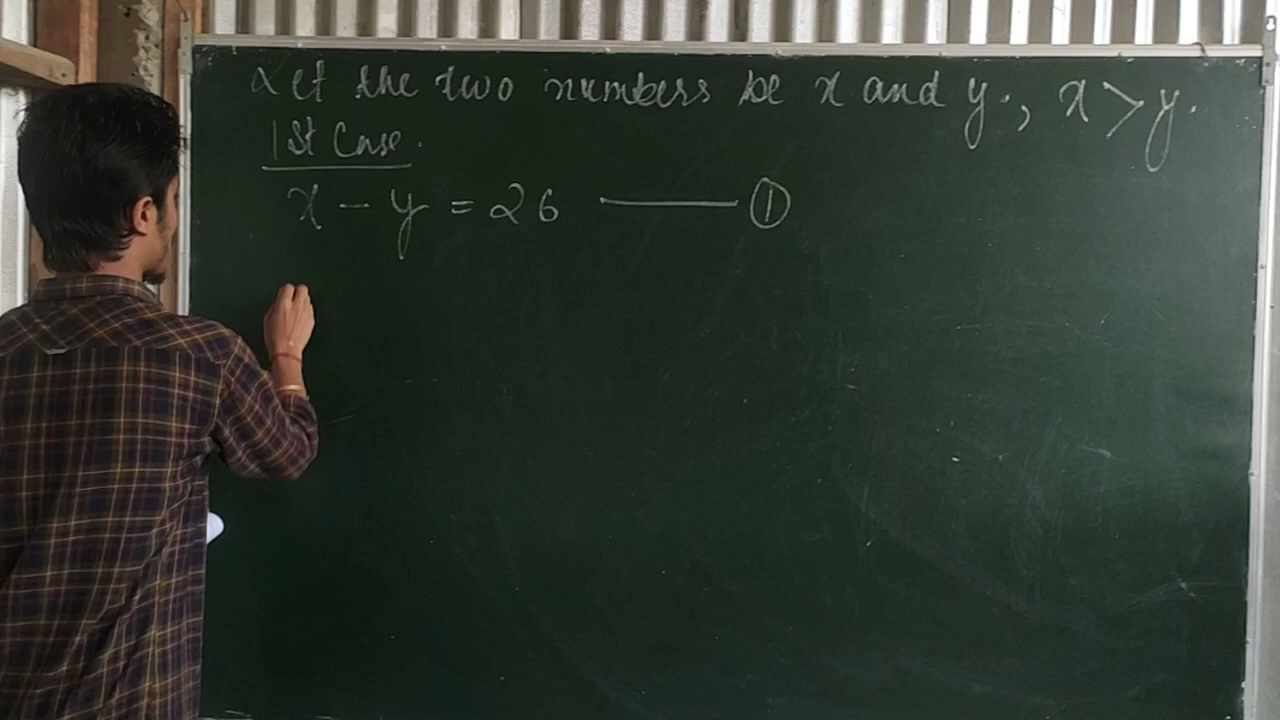 Let the two numbers be x and y., x > y.
1st Case.
x - y = 26 —— ①